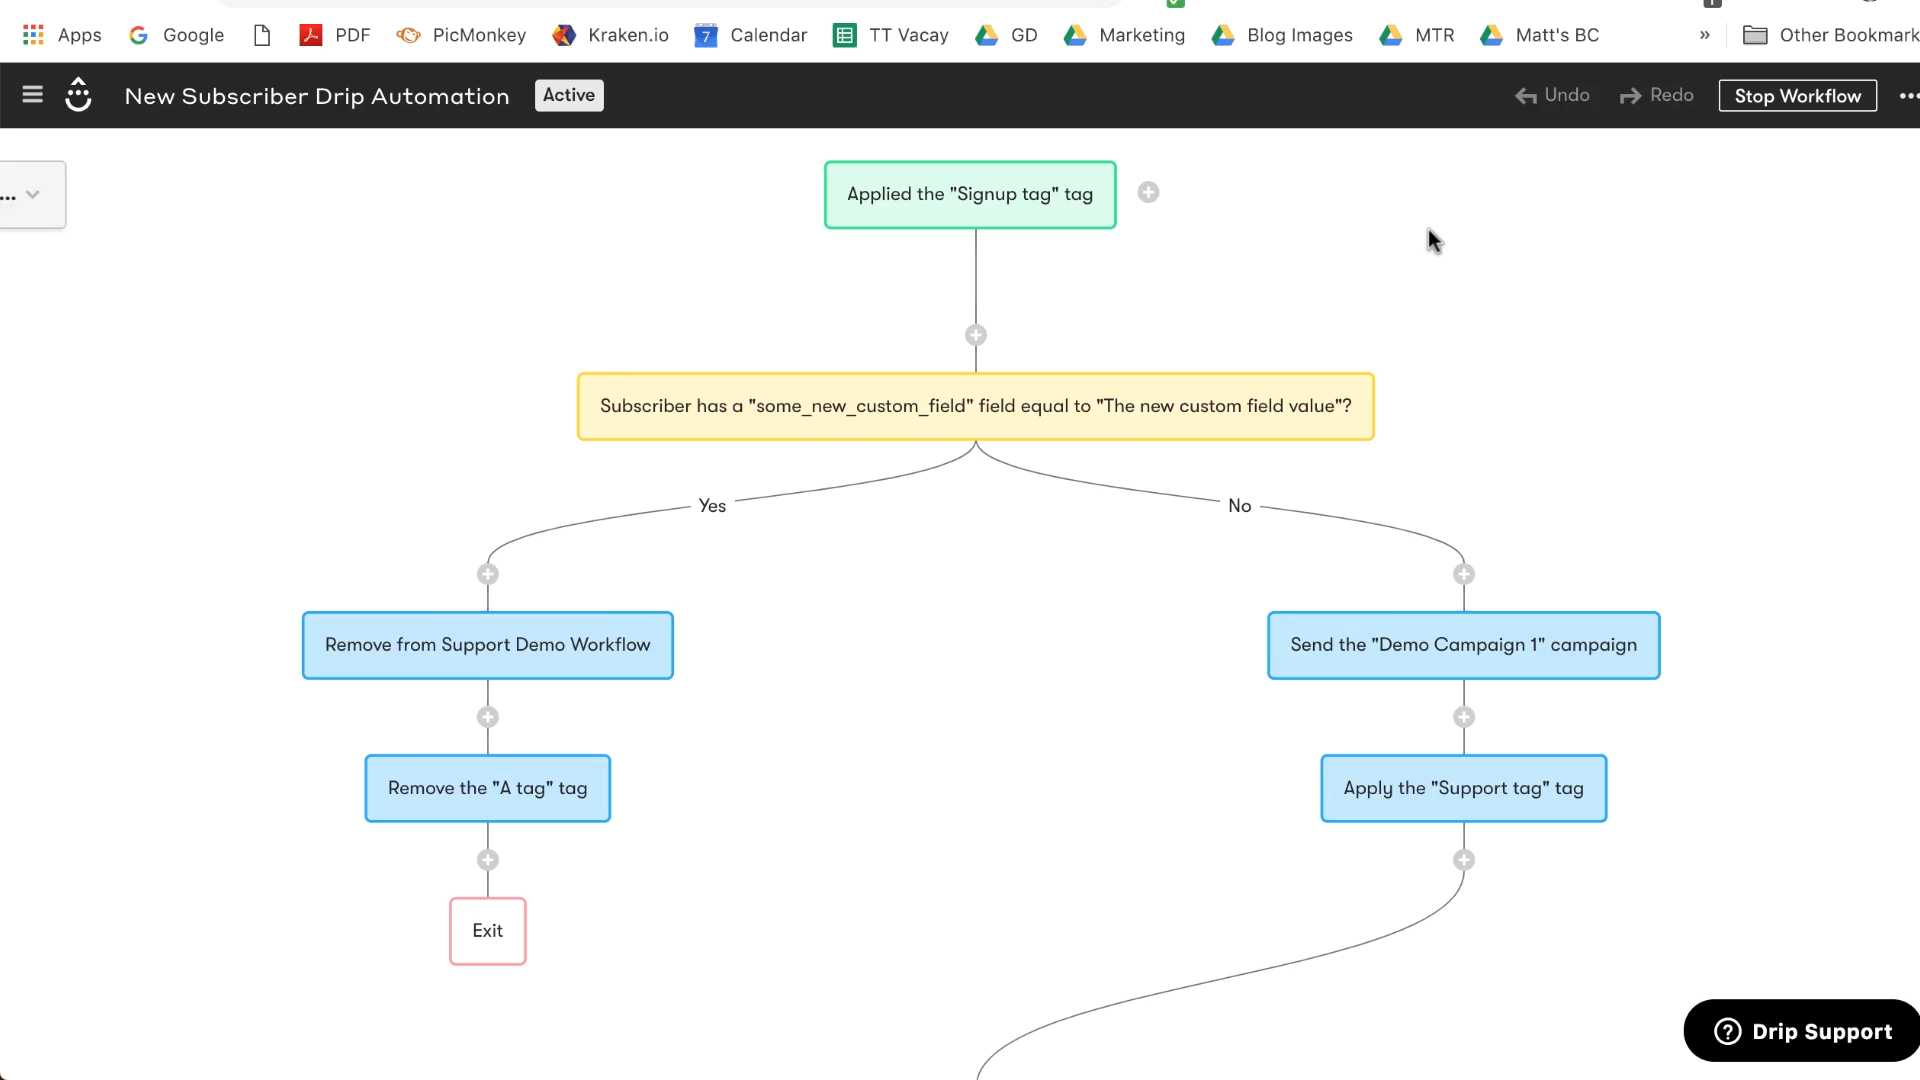 Apps Google PDF PicMonkey Kraken.io 7 Calendar TT Vacay GD Marketing Blog Images MTR Matt's BC » Other Bookmark
New Subscriber Drip Automation Active Undo Redo Stop Workflow •••
... Applied the "Signup tag" tag
Subscriber has a "some_new_custom_field" field equal to "The new custom field value"?
Yes No
Remove from Support Demo Workflow Send the "Demo Campaign 1" campaign
Remove the "A tag" tag Apply the "Support tag" tag
Exit
? Drip Support